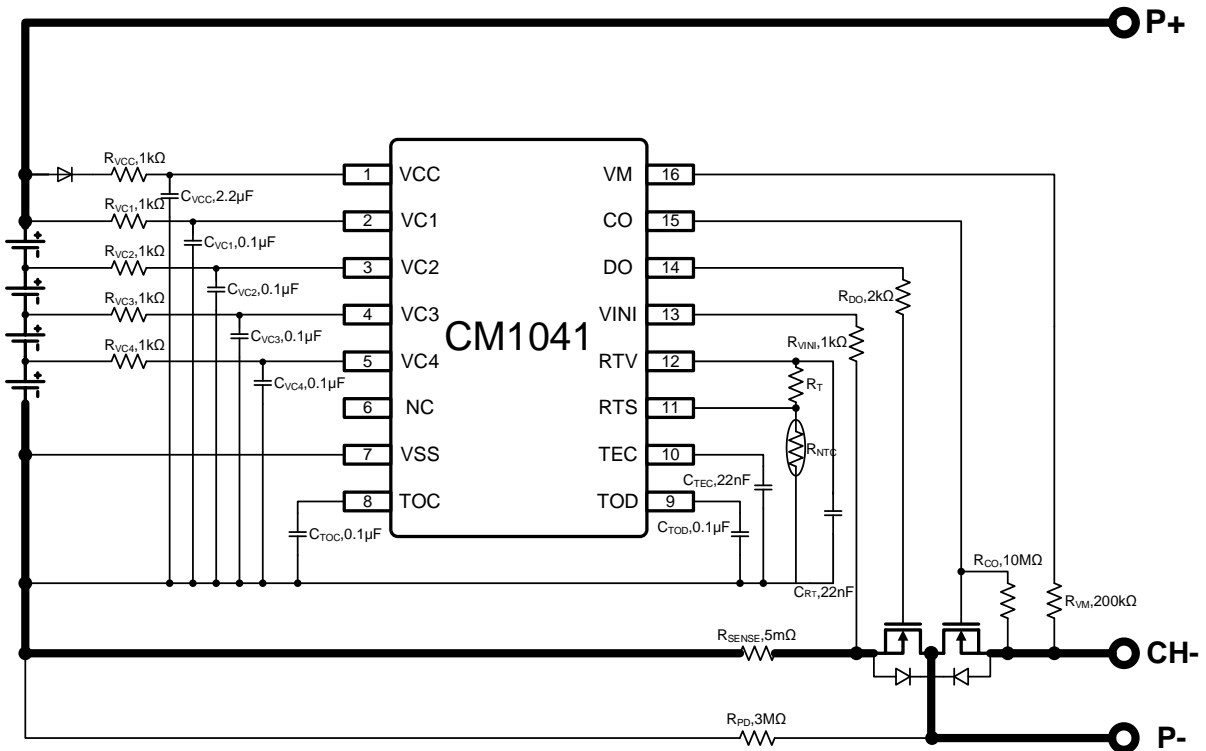 P+
RVCC,1kΩ
1 VCC
VM 16
CVCC,2.2μF
RVC1,1kΩ
2 VC1
CO 15
CVC1,0.1μF
RVC2,1kΩ
3 VC2
DO 14
CVC2,0.1μF
RDO,2kΩ
RVC3,1kΩ
4 VC3
VINI 13
CM1041
CVC3,0.1μF
RVINI,1kΩ
RVC4,1kΩ
5 VC4
RTV 12
CVC4,0.1μF
RT
6 NC
RTS 11
RNTC
7 VSS
TEC 10
CTEC,22nF
8 TOC
TOD 9
CTOC,0.1μF
CTOD,0.1μF
RCO,10MΩ
CRT,22nF
RVM,200kΩ
RSENSE,5mΩ
CH-
RPD,3MΩ
P-
+
+
+
+